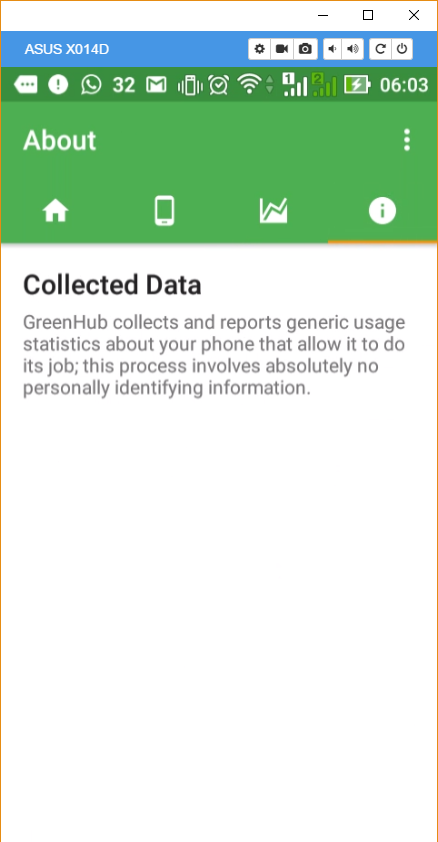 ASUS X014D
32
1
2
06:03
About
Collected Data
GreenHub collects and reports generic usage
statistics about your phone that allow it to do
its job; this process involves absolutely no
personally identifying information.